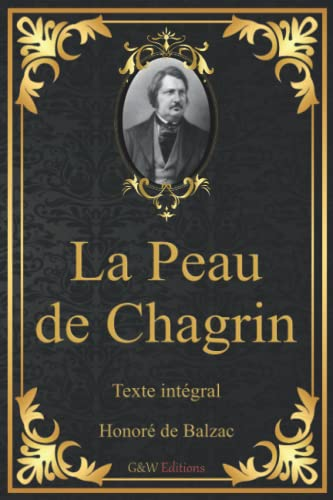 La Peau
de Chagrin
Texte intégral
Honoré de Balzac
G&W Editions